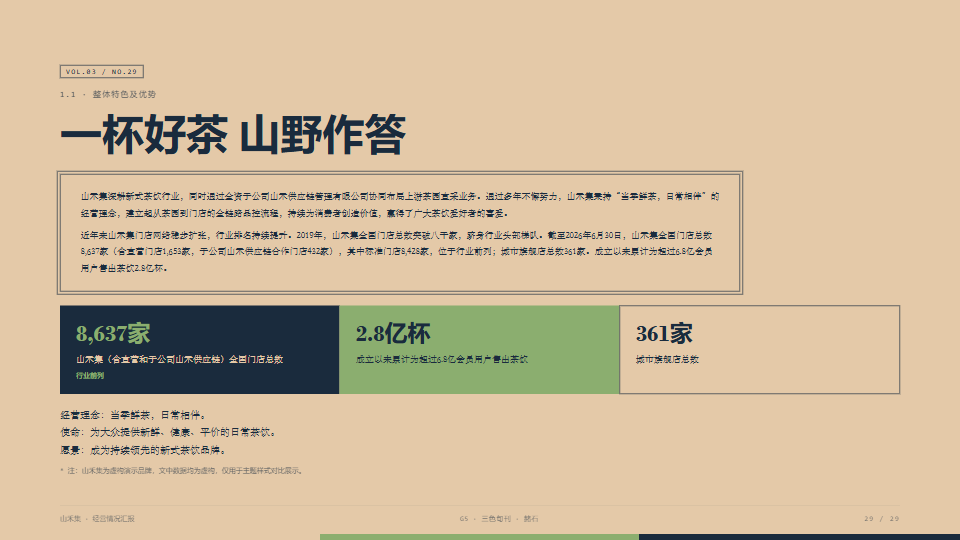 VOL.03 / NO.29
1.1 · 整体特色及优势
一杯好茶 山野作答
山禾集深耕新式茶饮行业，同时通过全资子公司山禾供应链管理有限公司协同布局上游茶园直采业务。通过多年不懈努力，山禾集秉持“当季鲜茶，日常相伴”的
经营理念，建立起从茶园到门店的全链路品控流程，持续为消费者创造价值，赢得了广大茶饮爱好者的喜爱。
近年来山禾集门店网络稳步扩张，行业排名持续提升。2019年，山禾集全国门店总数突破八千家，跻身行业头部梯队。截至2026年6月30日，山禾集全国门店总数
8,637家（含直营门店1,653家，子公司山禾供应链合作门店432家），其中标准门店8,428家，位于行业前列；城市旗舰店总数361家。成立以来累计为超过6.8亿会员
用户售出茶饮2.8亿杯。
8,637家
山禾集（含直营和子公司山禾供应链）全国门店总数
行业前列
2.8亿杯
成立以来累计为超过6.8亿会员用户售出茶饮
361家
城市旗舰店总数
经营理念：当季鲜茶，日常相伴。
使命：为大众提供新鲜、健康、平价的日常茶饮。
愿景：成为持续领先的新式茶饮品牌。
* 注：山禾集为虚构演示品牌，文中数据均为虚构，仅用于主题样式对比展示。
山禾集 · 经营情况汇报
G5 · 三色旬刊 · 赭石
29 / 29